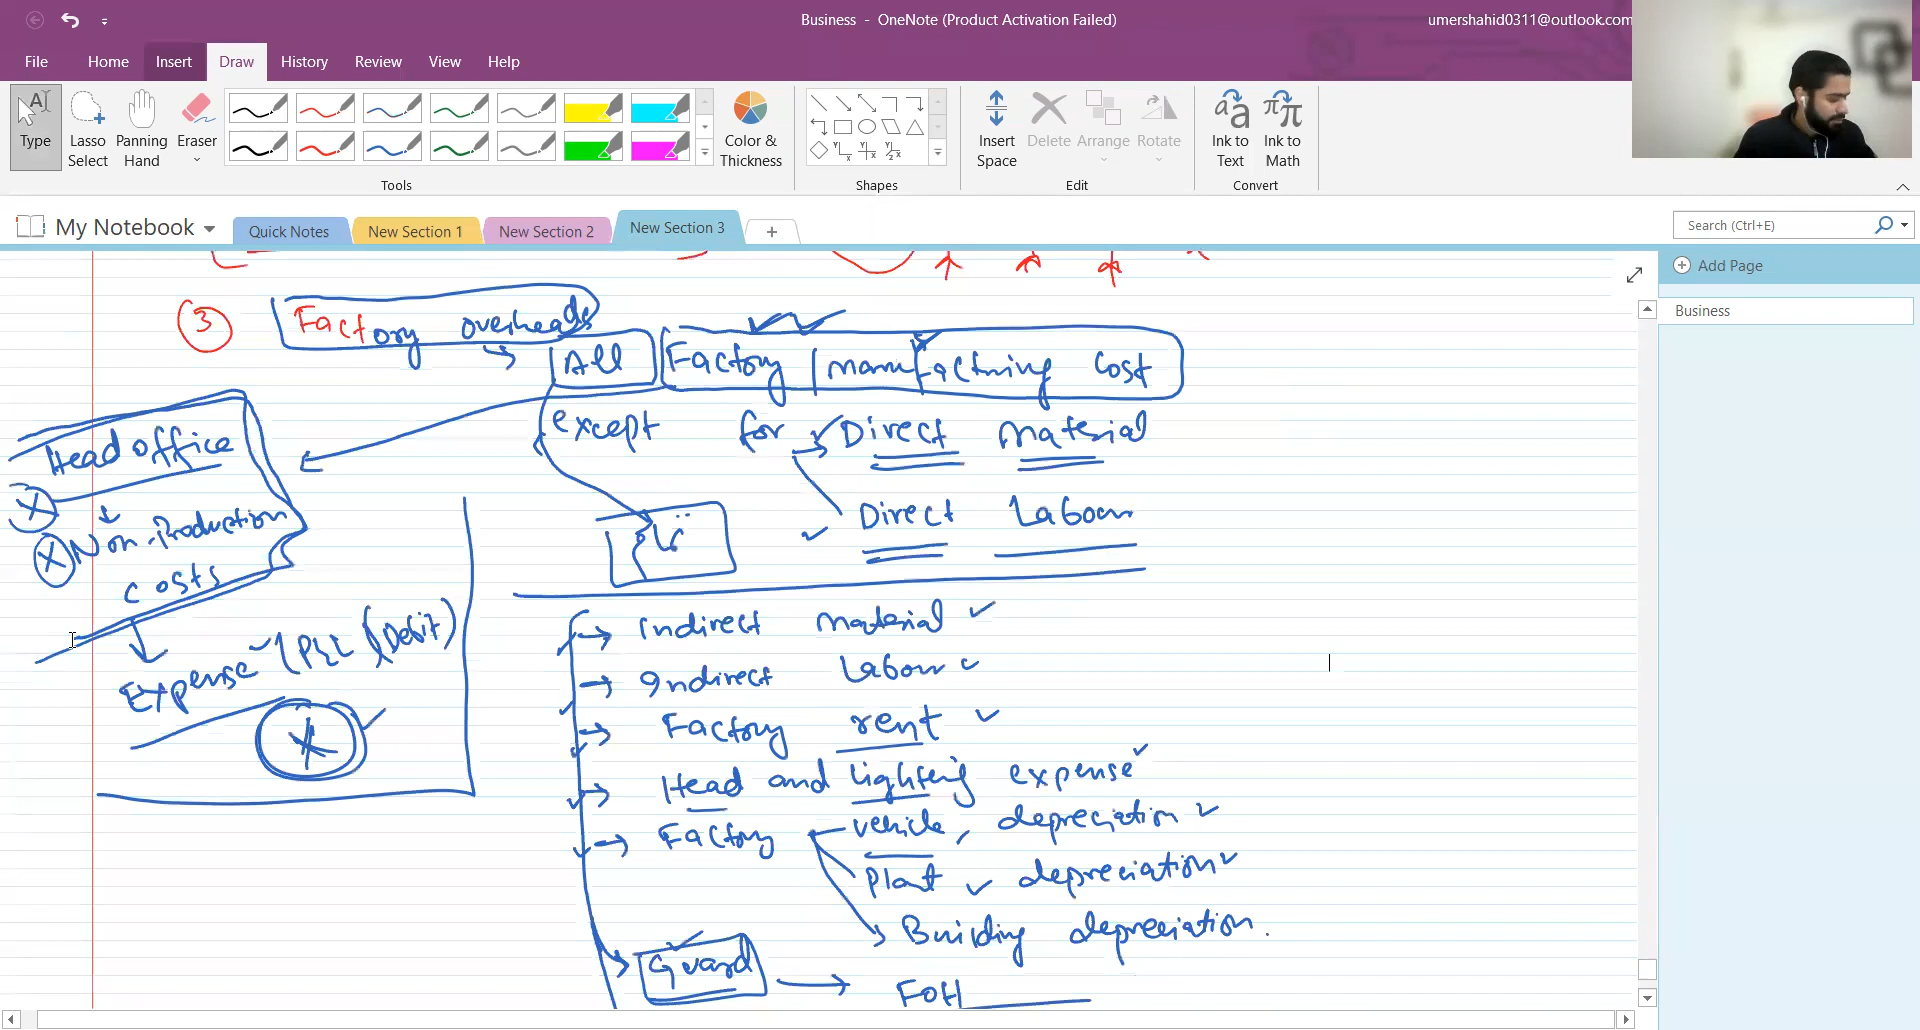 Business - OneNote (Product Activation Failed)
umershahid0311@outlook.com
File Home Insert Draw History Review View Help
Type
Lasso Select
Panning Hand
Eraser
Color & Thickness
Insert Space
Delete
Arrange
Rotate
Ink to Text
Ink to Math
Tools
Shapes
Edit
Convert
My Notebook
Quick Notes
New Section 1
New Section 2
New Section 3
Search (Ctrl+E)
Add Page
Business
3 Factory overheads
All Factory | manufacturing cost
except for Direct material
Direct Labour
Head office
Non-Production
costs
Expense (P&L (Debit)
Indirect material
Indirect Labour
Factory rent
Head and lighting expense
Factory vehicle, depreciation
Plant depreciation
Building depreciation.
Guard
FOH